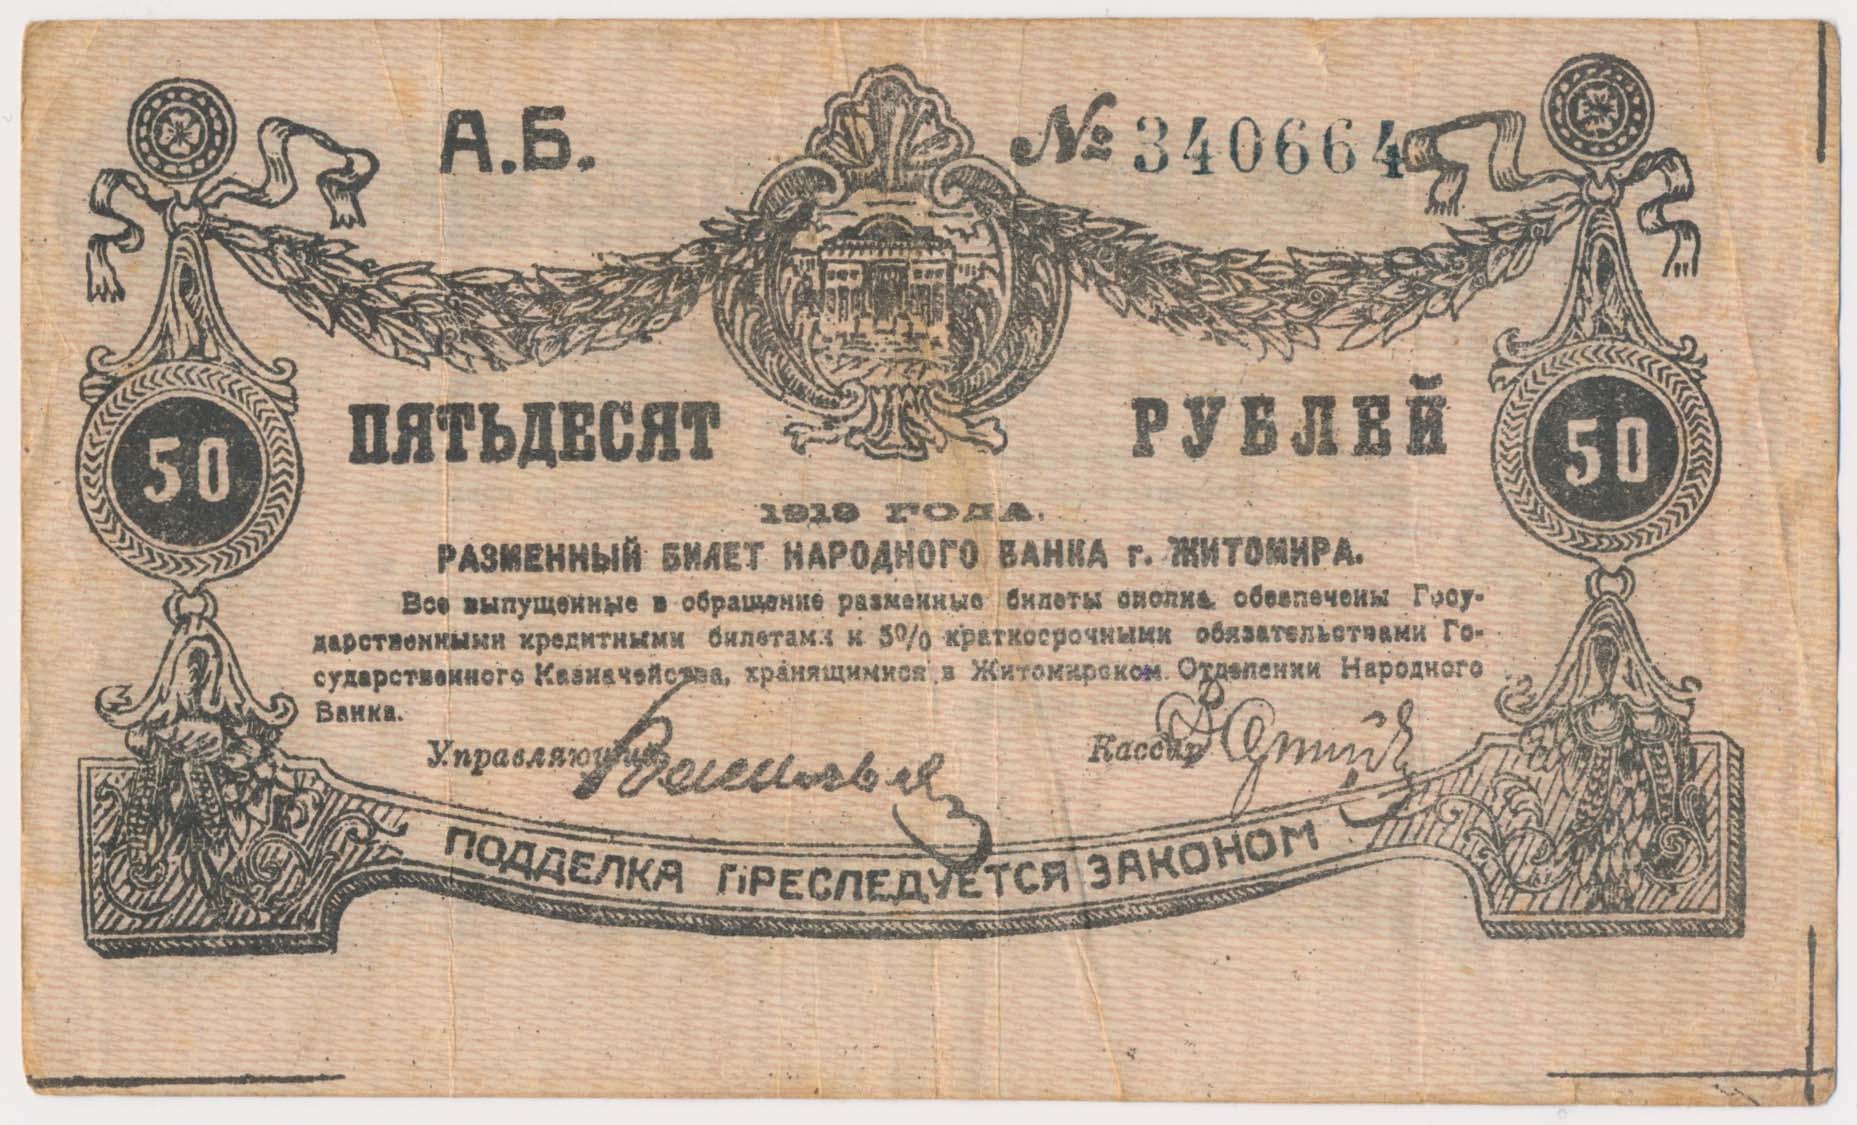 А.Б. № 340664
ПЯТЬДЕСЯТ РУБЛЕЙ
50 50
1919 ГОДА.
РАЗМЕННЫЙ БИЛЕТ НАРОДНОГО БАНКА г. ЖИТОМИРА.
Все выпущенные в обращение разменные билеты сполна обеспечены Госу-
дарственными кредитными билетами и 5% краткосрочными обязательствами Го-
сударственного Казначейства, хранящимися в Житомирском Отделении Народного
Банка.
Управляющий Кассир
ПОДДЕЛКА ПРЕСЛЕДУЕТСЯ ЗАКОНОМ